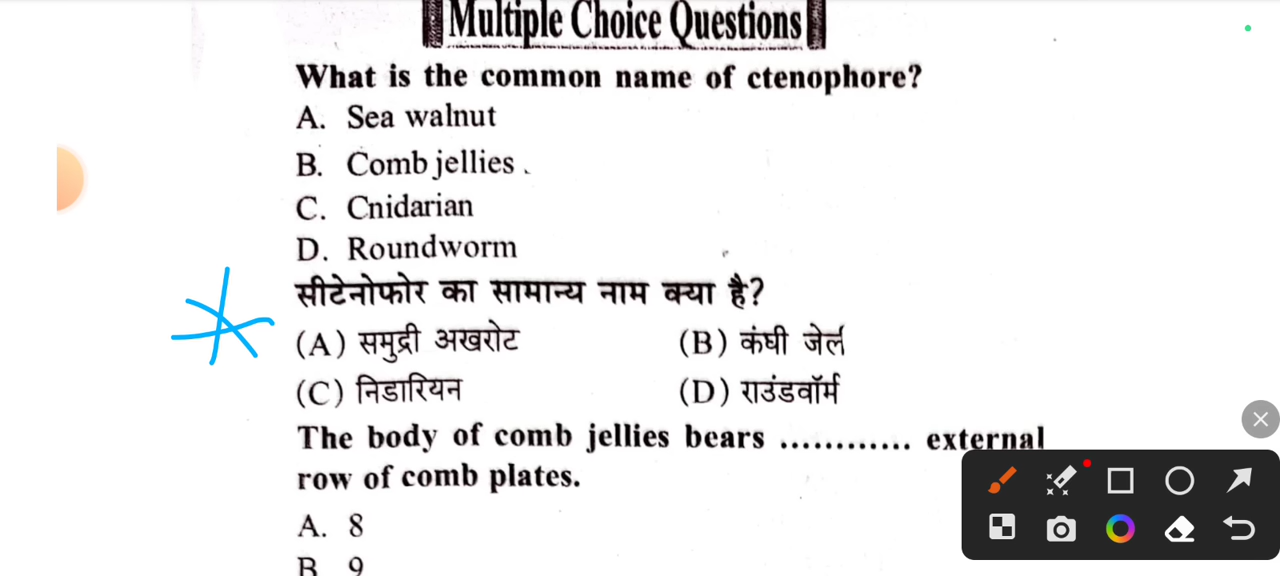 Multiple Choice Questions
What is the common name of ctenophore?
A. Sea walnut
B. Comb jellies
C. Cnidarian
D. Roundworm
सीटेनोफोर का सामान्य नाम क्या है?
(A) समुद्री अखरोट (B) कंघी जेल
(C) निडारियन (D) राउंडवॉर्म
The body of comb jellies bears ............ external
row of comb plates.
A. 8
B 9